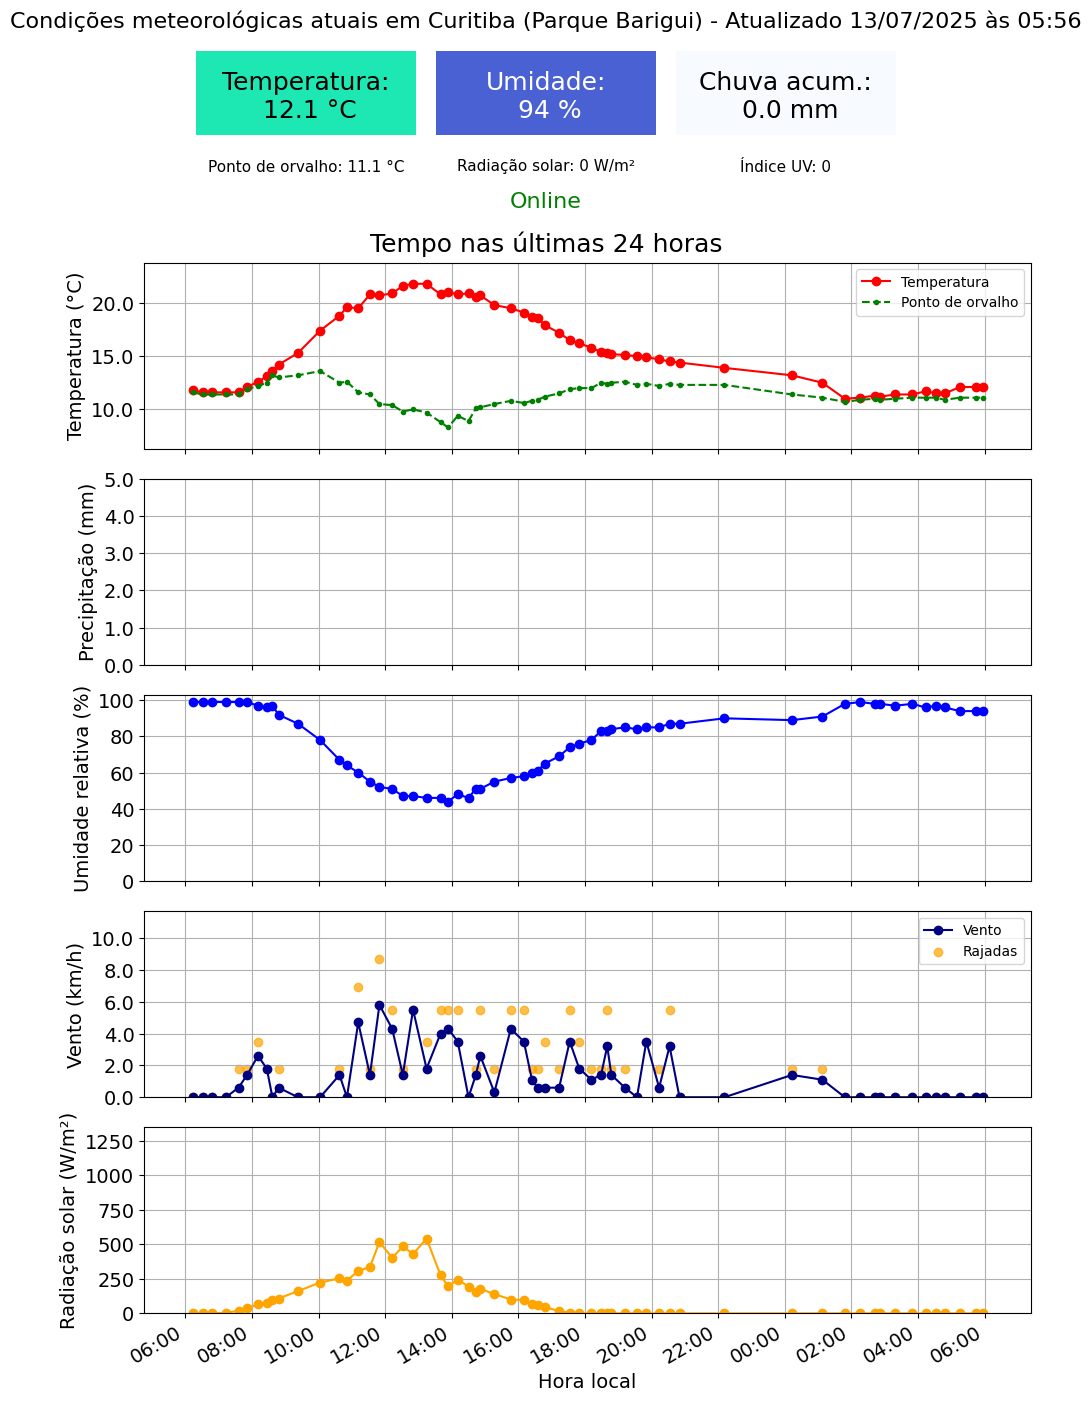 Condições meteorológicas atuais em Curitiba (Parque Barigui) - Atualizado 13/07/2025 às 05:56
Temperatura:
12.1 °C
Umidade:
94 %
Chuva acum.:
0.0 mm
Ponto de orvalho: 11.1 °C
Radiação solar: 0 W/m²
Índice UV: 0
Online
Tempo nas últimas 24 horas
Temperatura (°C)
20.0
15.0
10.0
Temperatura
Ponto de orvalho
Precipitação (mm)
5.0
4.0
3.0
2.0
1.0
0.0
Umidade relativa (%)
100
80
60
40
20
0
Vento (km/h)
10.0
8.0
6.0
4.0
2.0
0.0
Vento
Rajadas
Radiação solar (W/m²)
1250
1000
750
500
250
0
06:00
08:00
10:00
12:00
14:00
16:00
18:00
20:00
22:00
00:00
02:00
04:00
06:00
Hora local